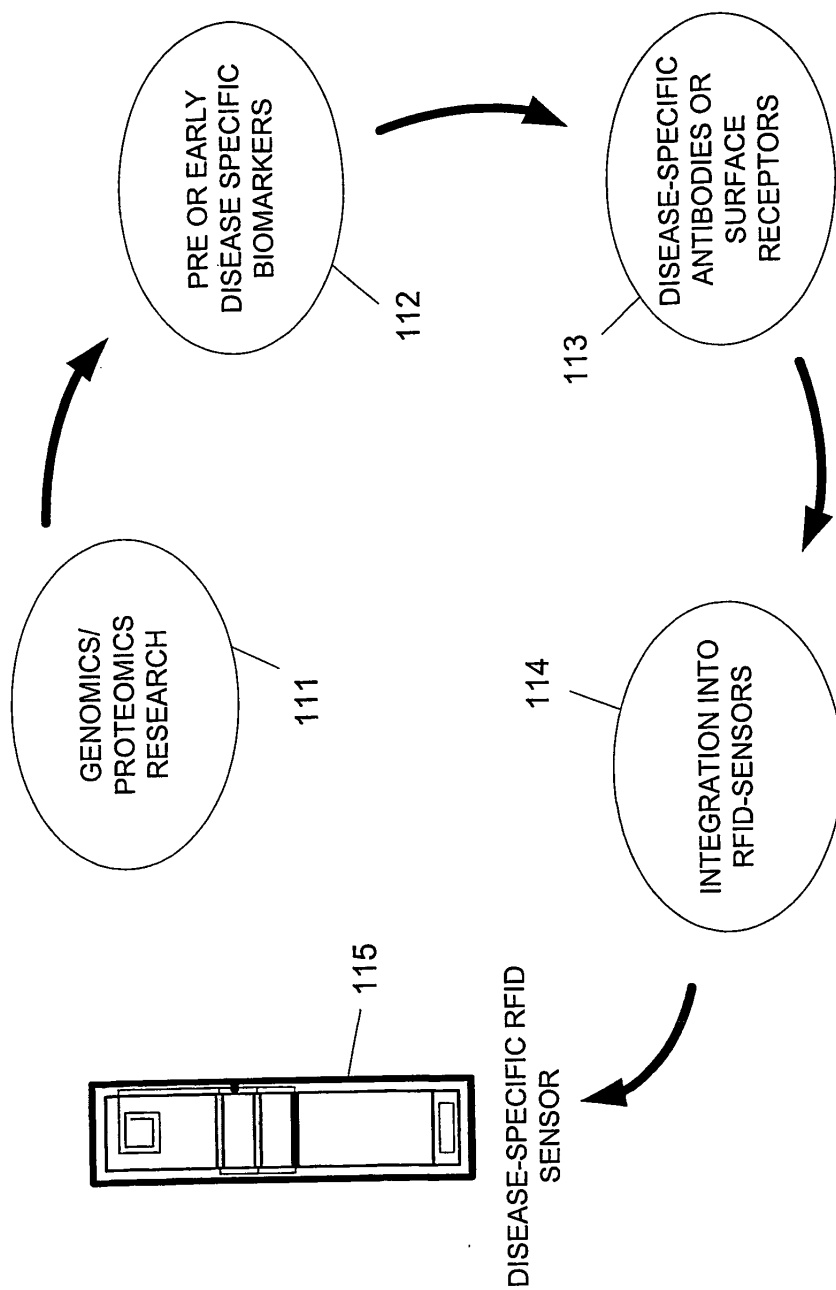 GENOMICS/
PROTEOMICS
RESEARCH
111
PRE OR EARLY
DISEASE SPECIFIC
BIOMARKERS
112
DISEASE-SPECIFIC
ANTIBODIES OR
SURFACE
RECEPTORS
113
INTEGRATION INTO
RFID-SENSORS
114
115
DISEASE-SPECIFIC RFID
SENSOR